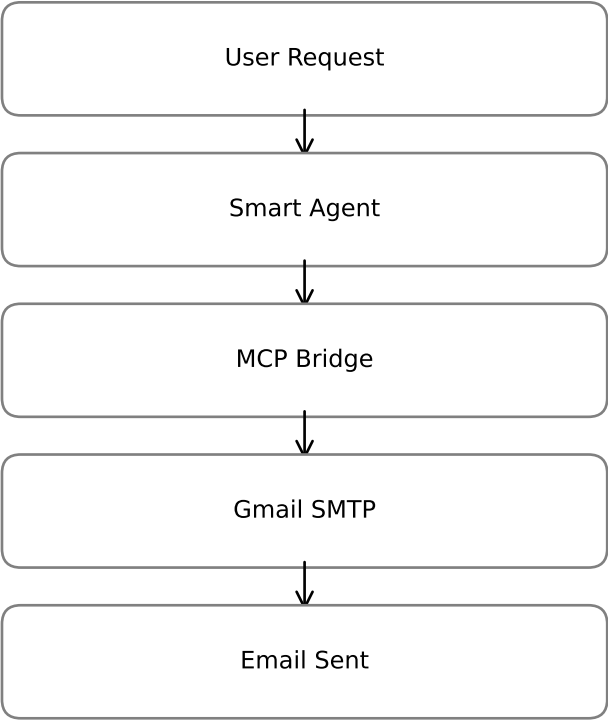 User Request
Smart Agent
MCP Bridge
Gmail SMTP
Email Sent